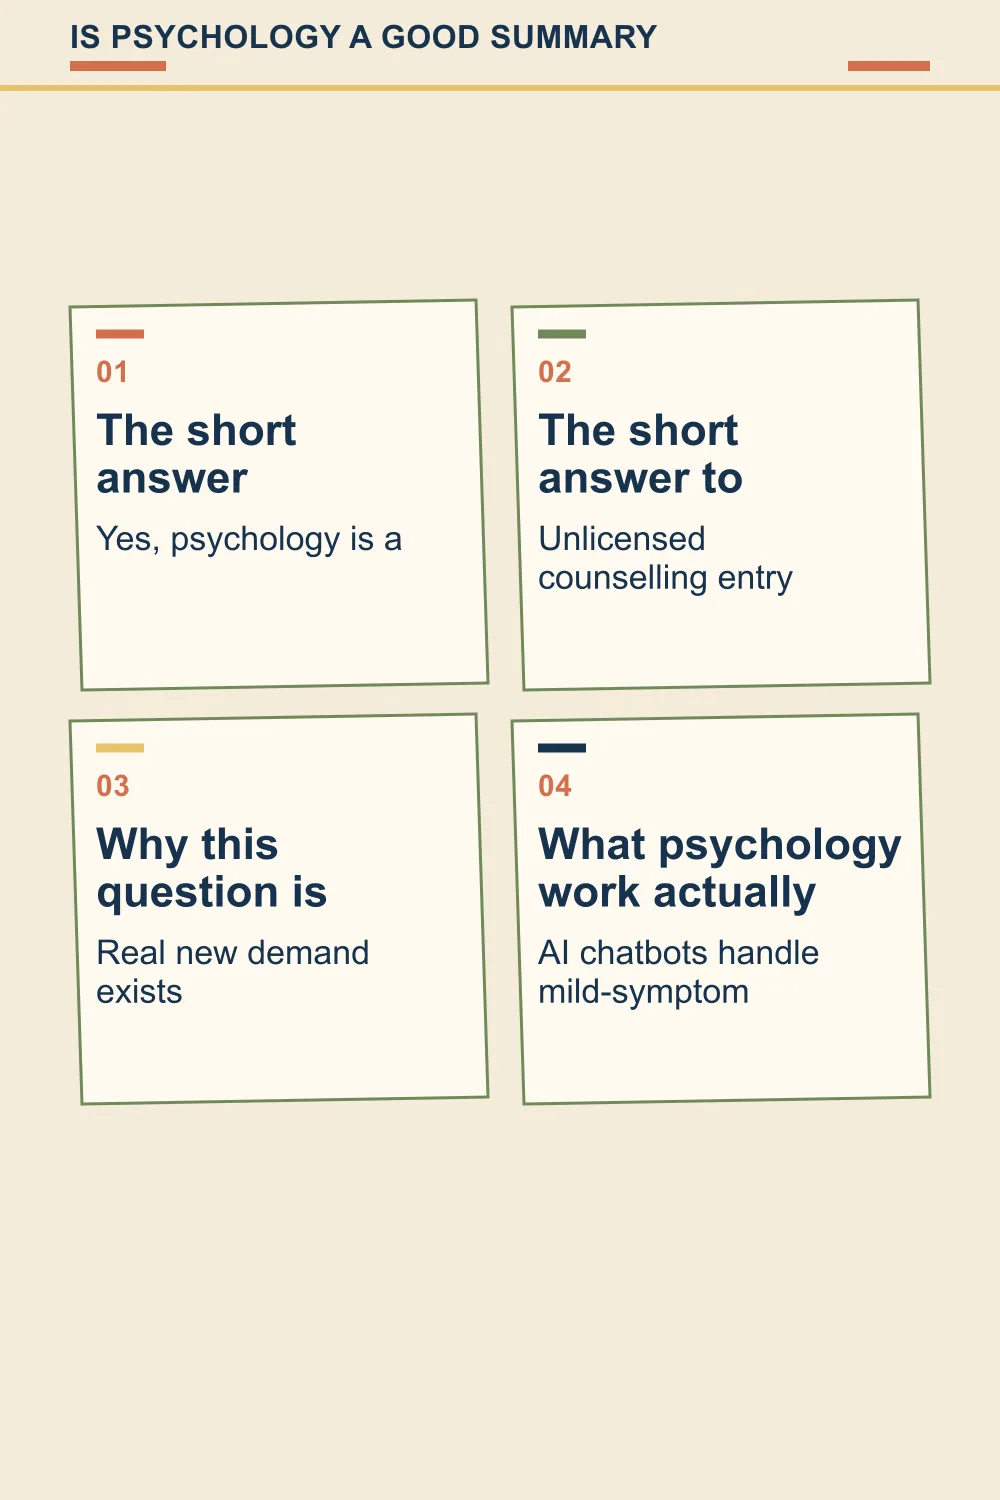 IS PSYCHOLOGY A GOOD SUMMARY
01
The short
answer
Yes, psychology is a
02
The short
answer to
Unlicensed
counselling entry
03
Why this
question is
Real new demand
exists
04
What psychology
work actually
AI chatbots handle
mild-symptom